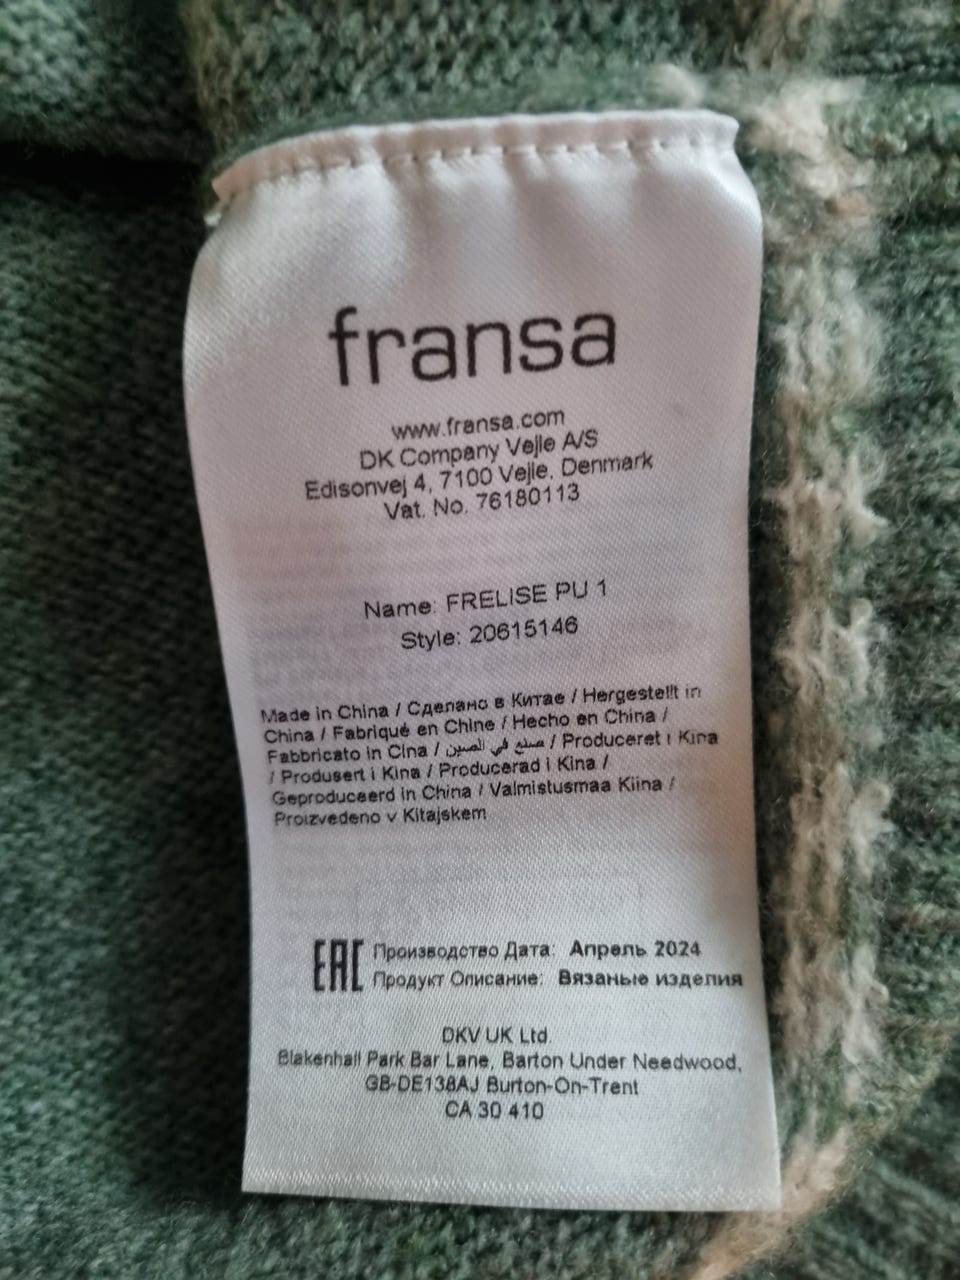 fransa
www.fransa.com
DK Company Vejle A/S
Edisonvej 4, 7100 Vejle, Denmark
Vat. No. 76180113
Name: FRELISE PU 1
Style: 20615146
Made in China / Сделано в Китае / Hergestellt in
China / Fabriqué en Chine / Hecho en China /
Fabbricato in Cina / صنع في الصين / Produceret i Kina
/ Produsert i Kina / Producerad i Kina /
Geproduceerd in China / Valmistusmaa Kiina /
Proizvedeno v Kitajskem
EAC Производство Дата: Апрель 2024
Продукт Описание: Вязаные изделия
DKV UK Ltd.
Blakenhall Park Bar Lane, Barton Under Needwood,
GB-DE138AJ Burton-On-Trent
CA 30 410